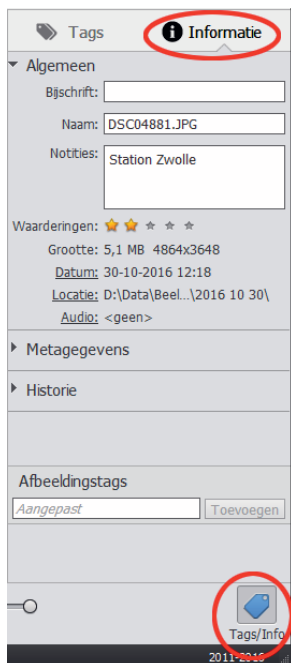 Tags Informatie
Algemeen
Bijschrift:
Naam: DSC04881.JPG
Notities: Station Zwolle
Waarderingen:
Grootte: 5,1 MB 4864x3648
Datum: 30-10-2016 12:18
Locatie: D:\Data\Beel...\2016 10 30\
Audio: <geen>
Metagegevens
Historie
Afbeeldingstags
Aangepast Toevoegen
Tags/Info
2011-2016